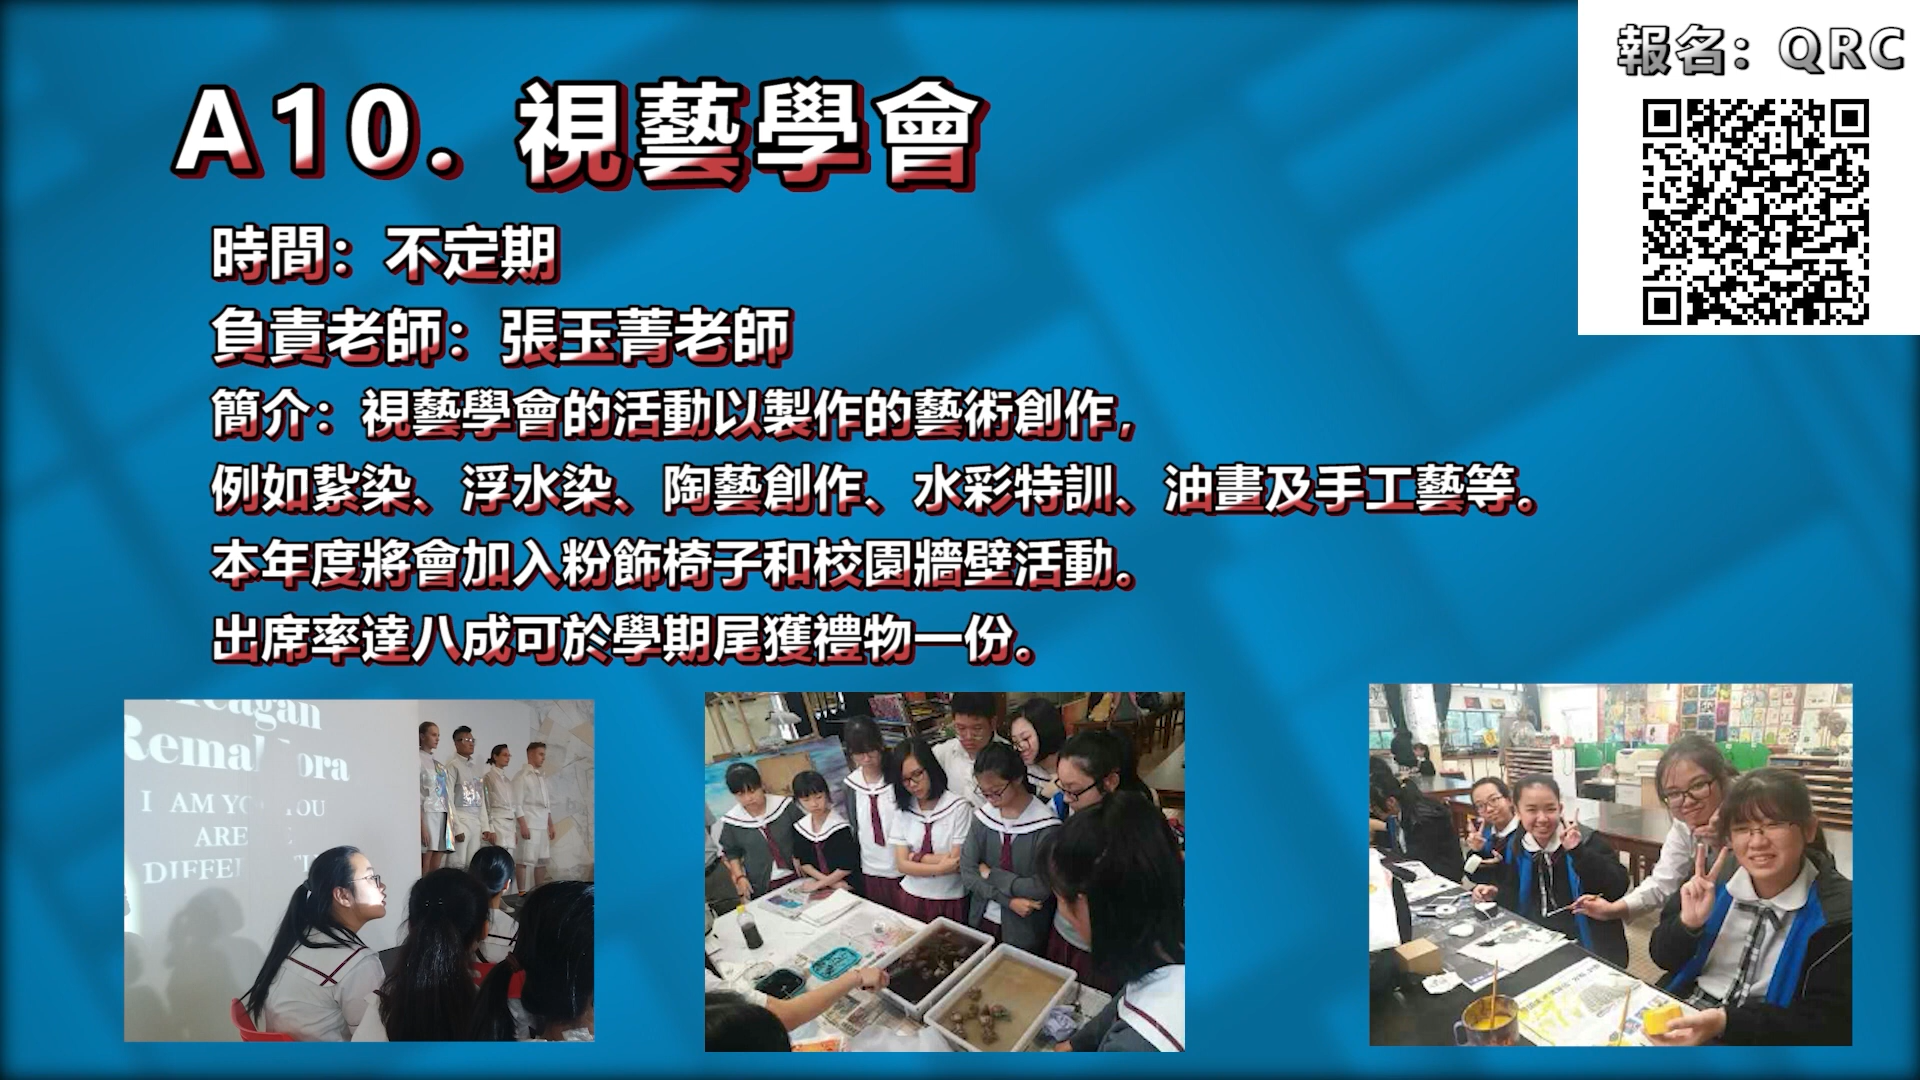 報名：QRC
A10. 視藝學會
時間：不定期
負責老師：張玉菁老師
簡介：視藝學會的活動以製作的藝術創作，
例如紮染、浮水染、陶藝創作、水彩特訓、油畫及手工藝等。
本年度將會加入粉飾椅子和校園牆壁活動。
出席率達八成可於學期尾獲禮物一份。
I AM YO
ARE
DIFFE